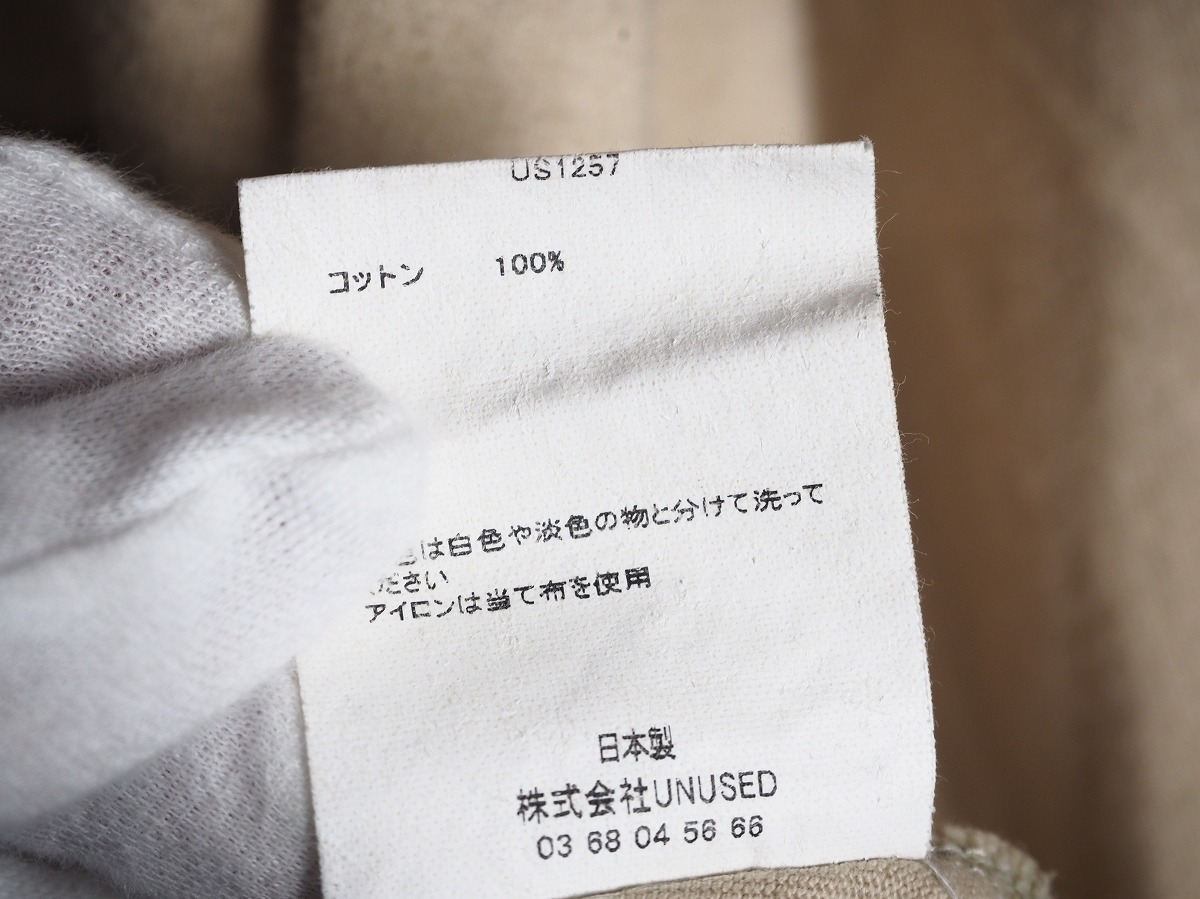 US1257
コットン 100%
色は白色や淡色の物と分けて洗って
ださい
アイロンは当て布を使用
日本製
株式会社UNUSED
03 68 04 56 66